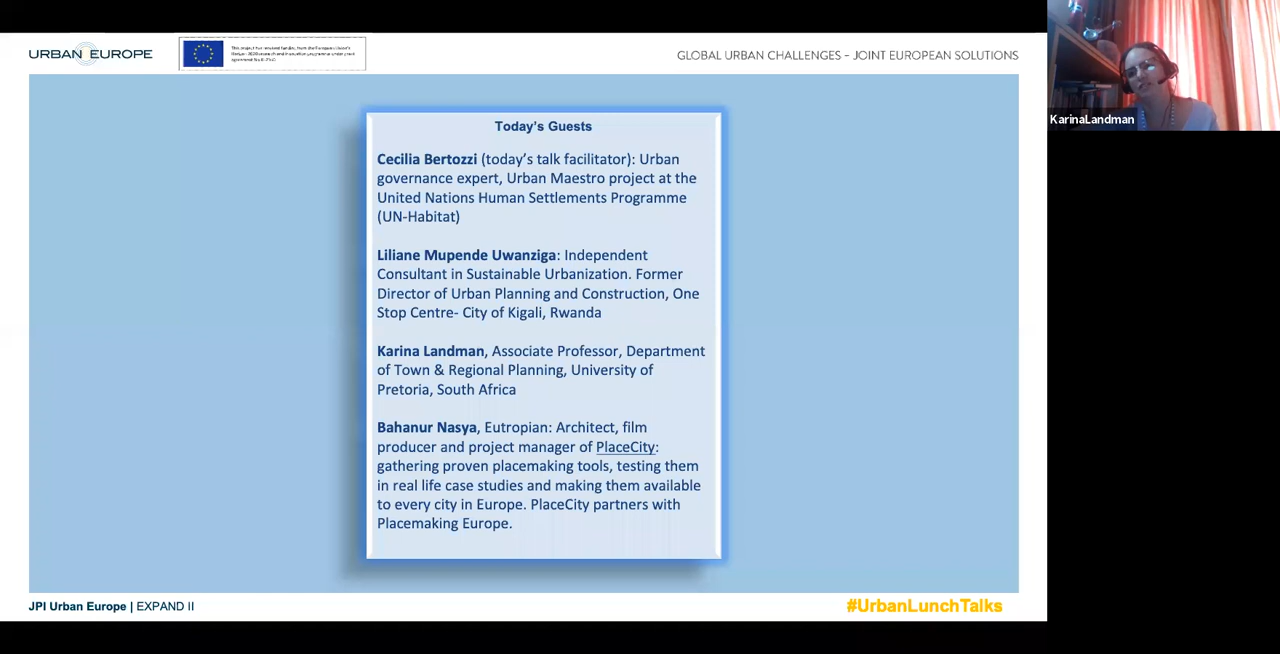 URBAN EUROPE
GLOBAL URBAN CHALLENGES – JOINT EUROPEAN SOLUTIONS
KarinaLandman
Today's Guests
Cecilia Bertozzi (today's talk facilitator): Urban
governance expert, Urban Maestro project at the
United Nations Human Settlements Programme
(UN-Habitat)
Liliane Mupende Uwanziga: Independent
Consultant in Sustainable Urbanization. Former
Director of Urban Planning and Construction, One
Stop Centre- City of Kigali, Rwanda
Karina Landman, Associate Professor, Department
of Town & Regional Planning, University of
Pretoria, South Africa
Bahanur Nasya, Eutropian: Architect, film
producer and project manager of PlaceCity:
gathering proven placemaking tools, testing them
in real life case studies and making them available
to every city in Europe. PlaceCity partners with
Placemaking Europe.
JPI Urban Europe | EXPAND II
#UrbanLunchTalks